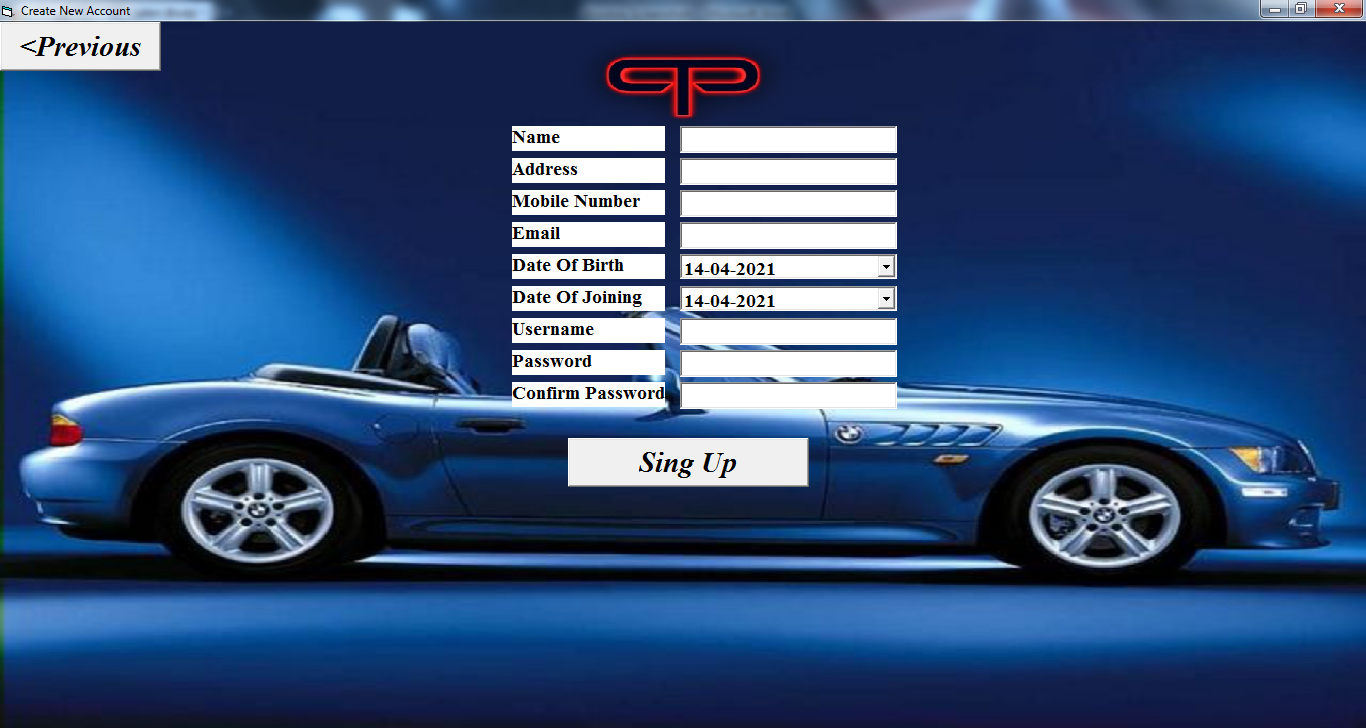 Create New Account
<Previous
Name
Address
Mobile Number
Email
Date Of Birth 14-04-2021
Date Of Joining 14-04-2021
Username
Password
Confirm Password
Sing Up